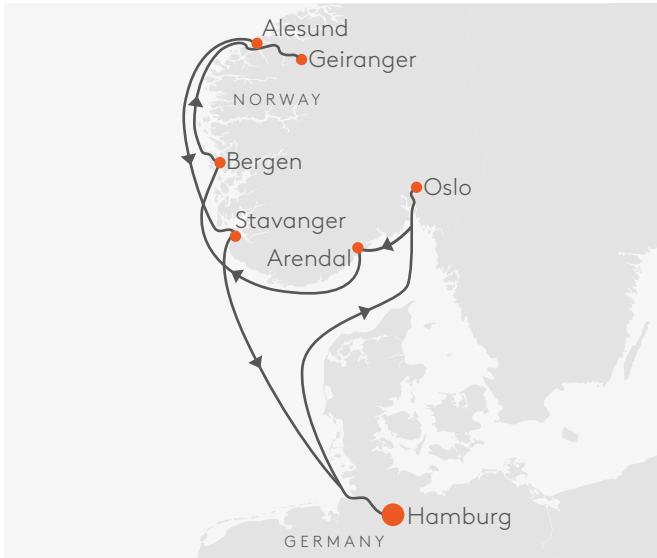 Alesund
Geiranger
NORWAY
Bergen
Oslo
Stavanger
Arendal
Hamburg
GERMANY